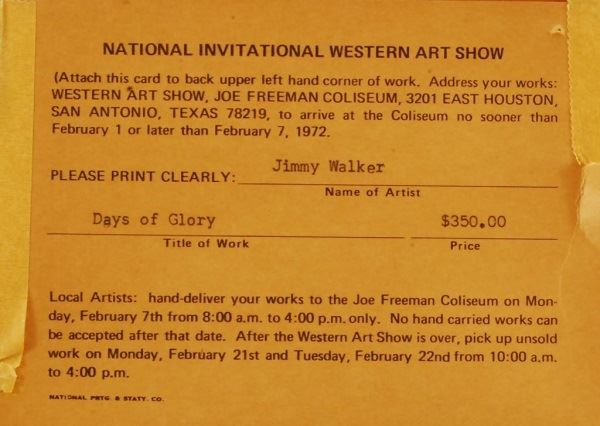 NATIONAL INVITATIONAL WESTERN ART SHOW
(Attach this card to back upper left hand corner of work. Address your works:
WESTERN ART SHOW, JOE FREEMAN COLISEUM, 3201 EAST HOUSTON,
SAN ANTONIO, TEXAS 78219, to arrive at the Coliseum no sooner than
February 1 or later than February 7, 1972.
Jimmy Walker
PLEASE PRINT CLEARLY:
Name of Artist
Days of Glory $350.00
Title of Work Price
Local Artists: hand-deliver your works to the Joe Freeman Coliseum on Mon-
day, February 7th from 8:00 a.m. to 4:00 p.m. only. No hand carried works can
be accepted after that date. After the Western Art Show is over, pick up unsold
work on Monday, February 21st and Tuesday, February 22nd from 10:00 a.m.
to 4:00 p.m.
NATIONAL PRTG. & STATY. CO.